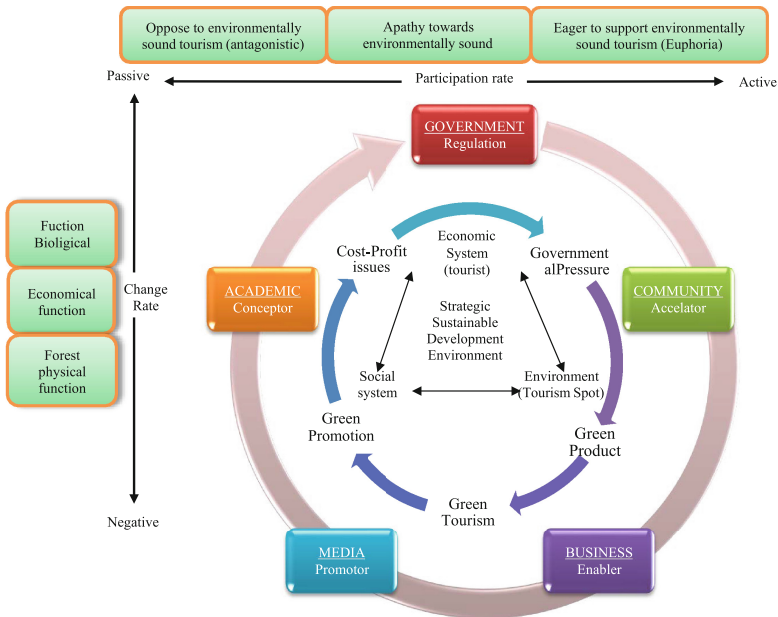 Oppose to environmentally
sound tourism (antagonistic)
Apathy towards
environmentally sound
Eager to support environmentally
sound tourism (Euphoria)
Passive
Participation rate
Active
GOVERNMENT
Regulation
Fuction
Bioligical
Economical
function
Forest
physical
function
Change
Rate
Negative
ACADEMIC
Conceptor
COMMUNITY
Accelator
MEDIA
Promotor
BUSINESS
Enabler
Cost-Profit
issues
Economic
System
(tourist)
Government
alPressure
Strategic
Sustainable
Development
Environment
Social
system
Environment
(Tourism Spot)
Green
Promotion
Green
Product
Green
Tourism